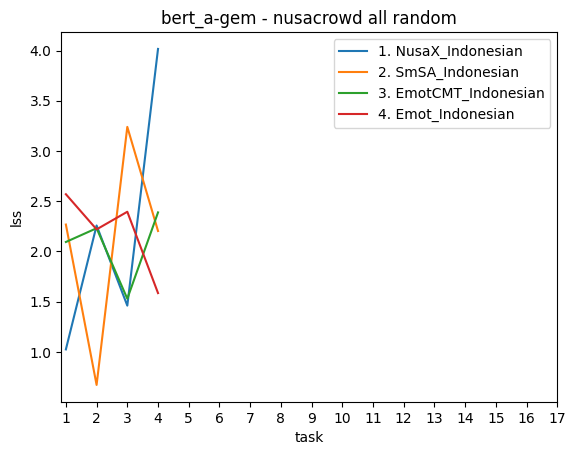 bert_a-gem - nusacrowd all random
1. NusaX_Indonesian
2. SmSA_Indonesian
3. EmotCMT_Indonesian
4. Emot_Indonesian
lss
4.0
3.5
3.0
2.5
2.0
1.5
1.0
1 2 3 4 5 6 7 8 9 10 11 12 13 14 15 16 17
task